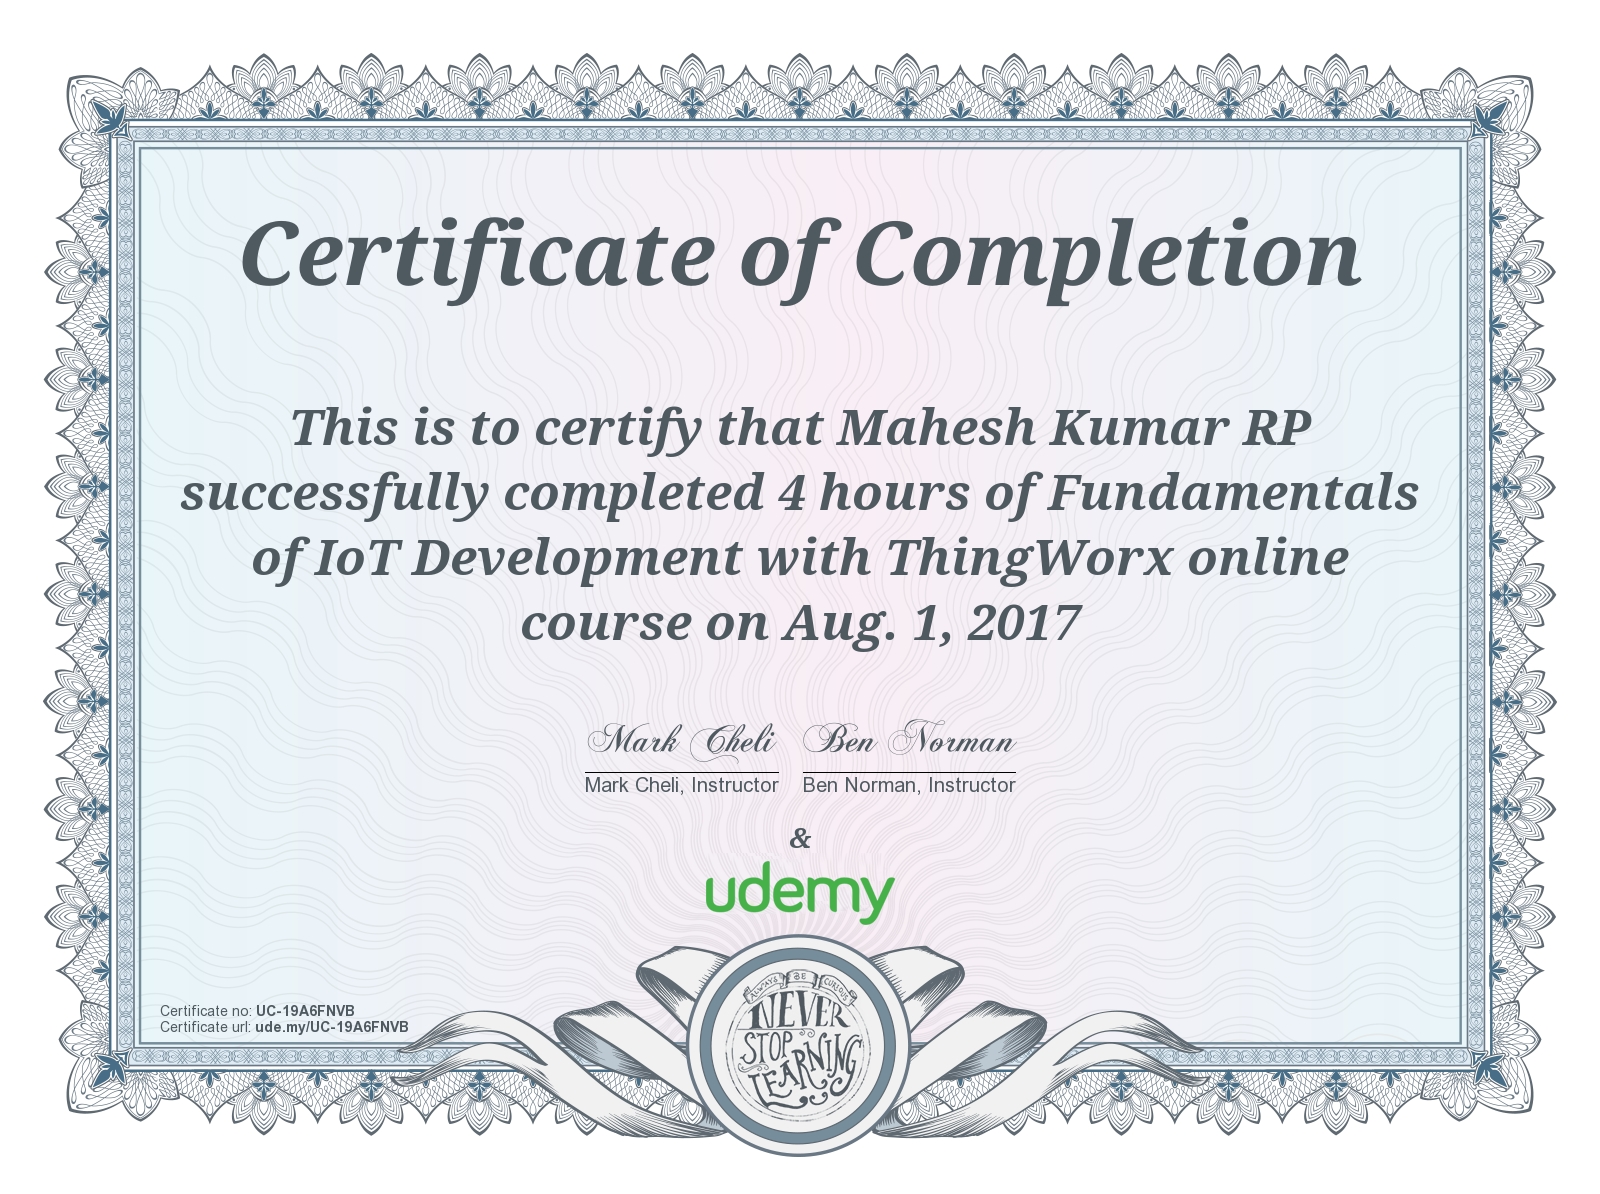 Certificate of Completion
This is to certify that Mahesh Kumar RP
successfully completed 4 hours of Fundamentals
of IoT Development with ThingWorx online
course on Aug. 1, 2017
Mark Cheli Ben Norman
Mark Cheli, Instructor Ben Norman, Instructor
&
udemy
Certificate no: UC-19A6FNVB
Certificate url: ude.my/UC-19A6FNVB
ALWAYS BE CURIOUS
NEVER
STOP
LEARNING